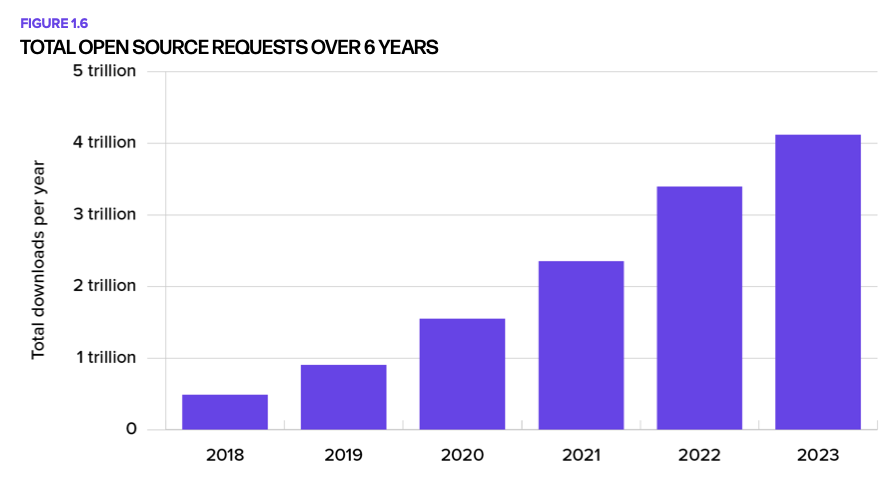 FIGURE 1.6
TOTAL OPEN SOURCE REQUESTS OVER 6 YEARS
Total downloads per year
5 trillion
4 trillion
3 trillion
2 trillion
1 trillion
0
2018 2019 2020 2021 2022 2023